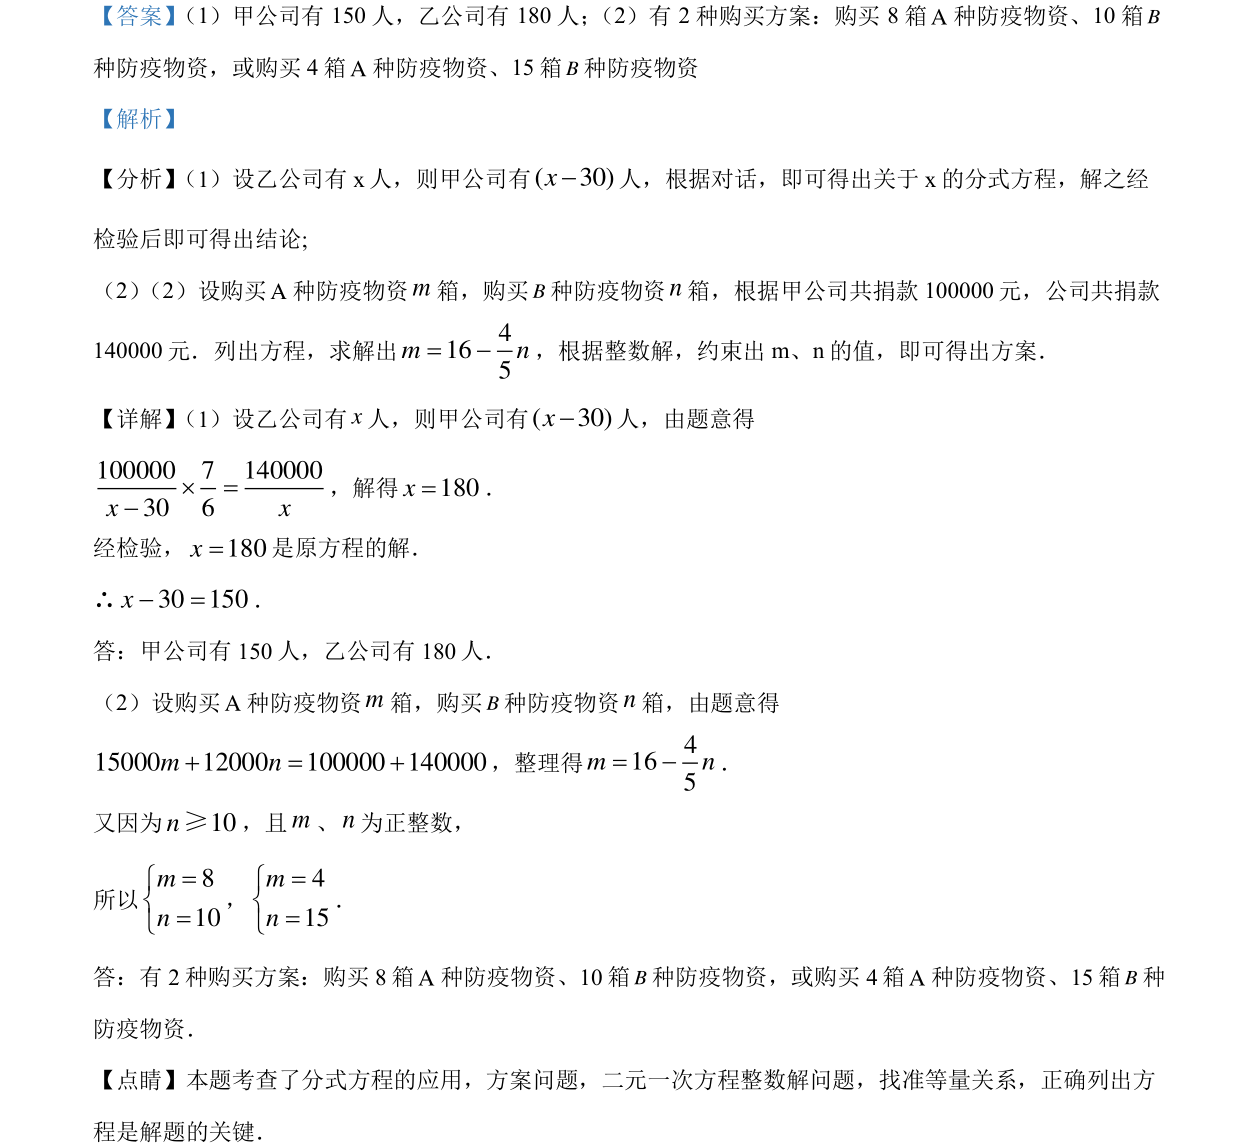 【答案】（1）甲公司有 150 人，乙公司有 180 人；（2）有 2 种购买方案：购买 8 箱 A 种防疫物资、10 箱 B
种防疫物资，或购买 4 箱 A 种防疫物资、15 箱 B 种防疫物资
【解析】
【分析】（1）设乙公司有 x 人，则甲公司有 (x−30) 人，根据对话，即可得出关于 x 的分式方程，解之经
检验后即可得出结论;
（2）（2）设购买 A 种防疫物资 m 箱，购买 B 种防疫物资 n 箱，根据甲公司共捐款 100000 元，公司共捐款
140000 元．列出方程，求解出 m=16−4/5n，根据整数解，约束出 m、n 的值，即可得出方案．
【详解】（1）设乙公司有 x 人，则甲公司有 (x−30) 人，由题意得
100000/(x−30)×7/6=140000/x，解得 x=180．
经检验，x=180 是原方程的解．
∴ x−30=150．
答：甲公司有 150 人，乙公司有 180 人．
（2）设购买 A 种防疫物资 m 箱，购买 B 种防疫物资 n 箱，由题意得
15000m+12000n=100000+140000，整理得 m=16−4/5n．
又因为 n≥10，且 m、n 为正整数，
所以 {m=8 n=10，{m=4 n=15．
答：有 2 种购买方案：购买 8 箱 A 种防疫物资、10 箱 B 种防疫物资，或购买 4 箱 A 种防疫物资、15 箱 B 种
防疫物资．
【点睛】本题考查了分式方程的应用，方案问题，二元一次方程整数解问题，找准等量关系，正确列出方
程是解题的关键．